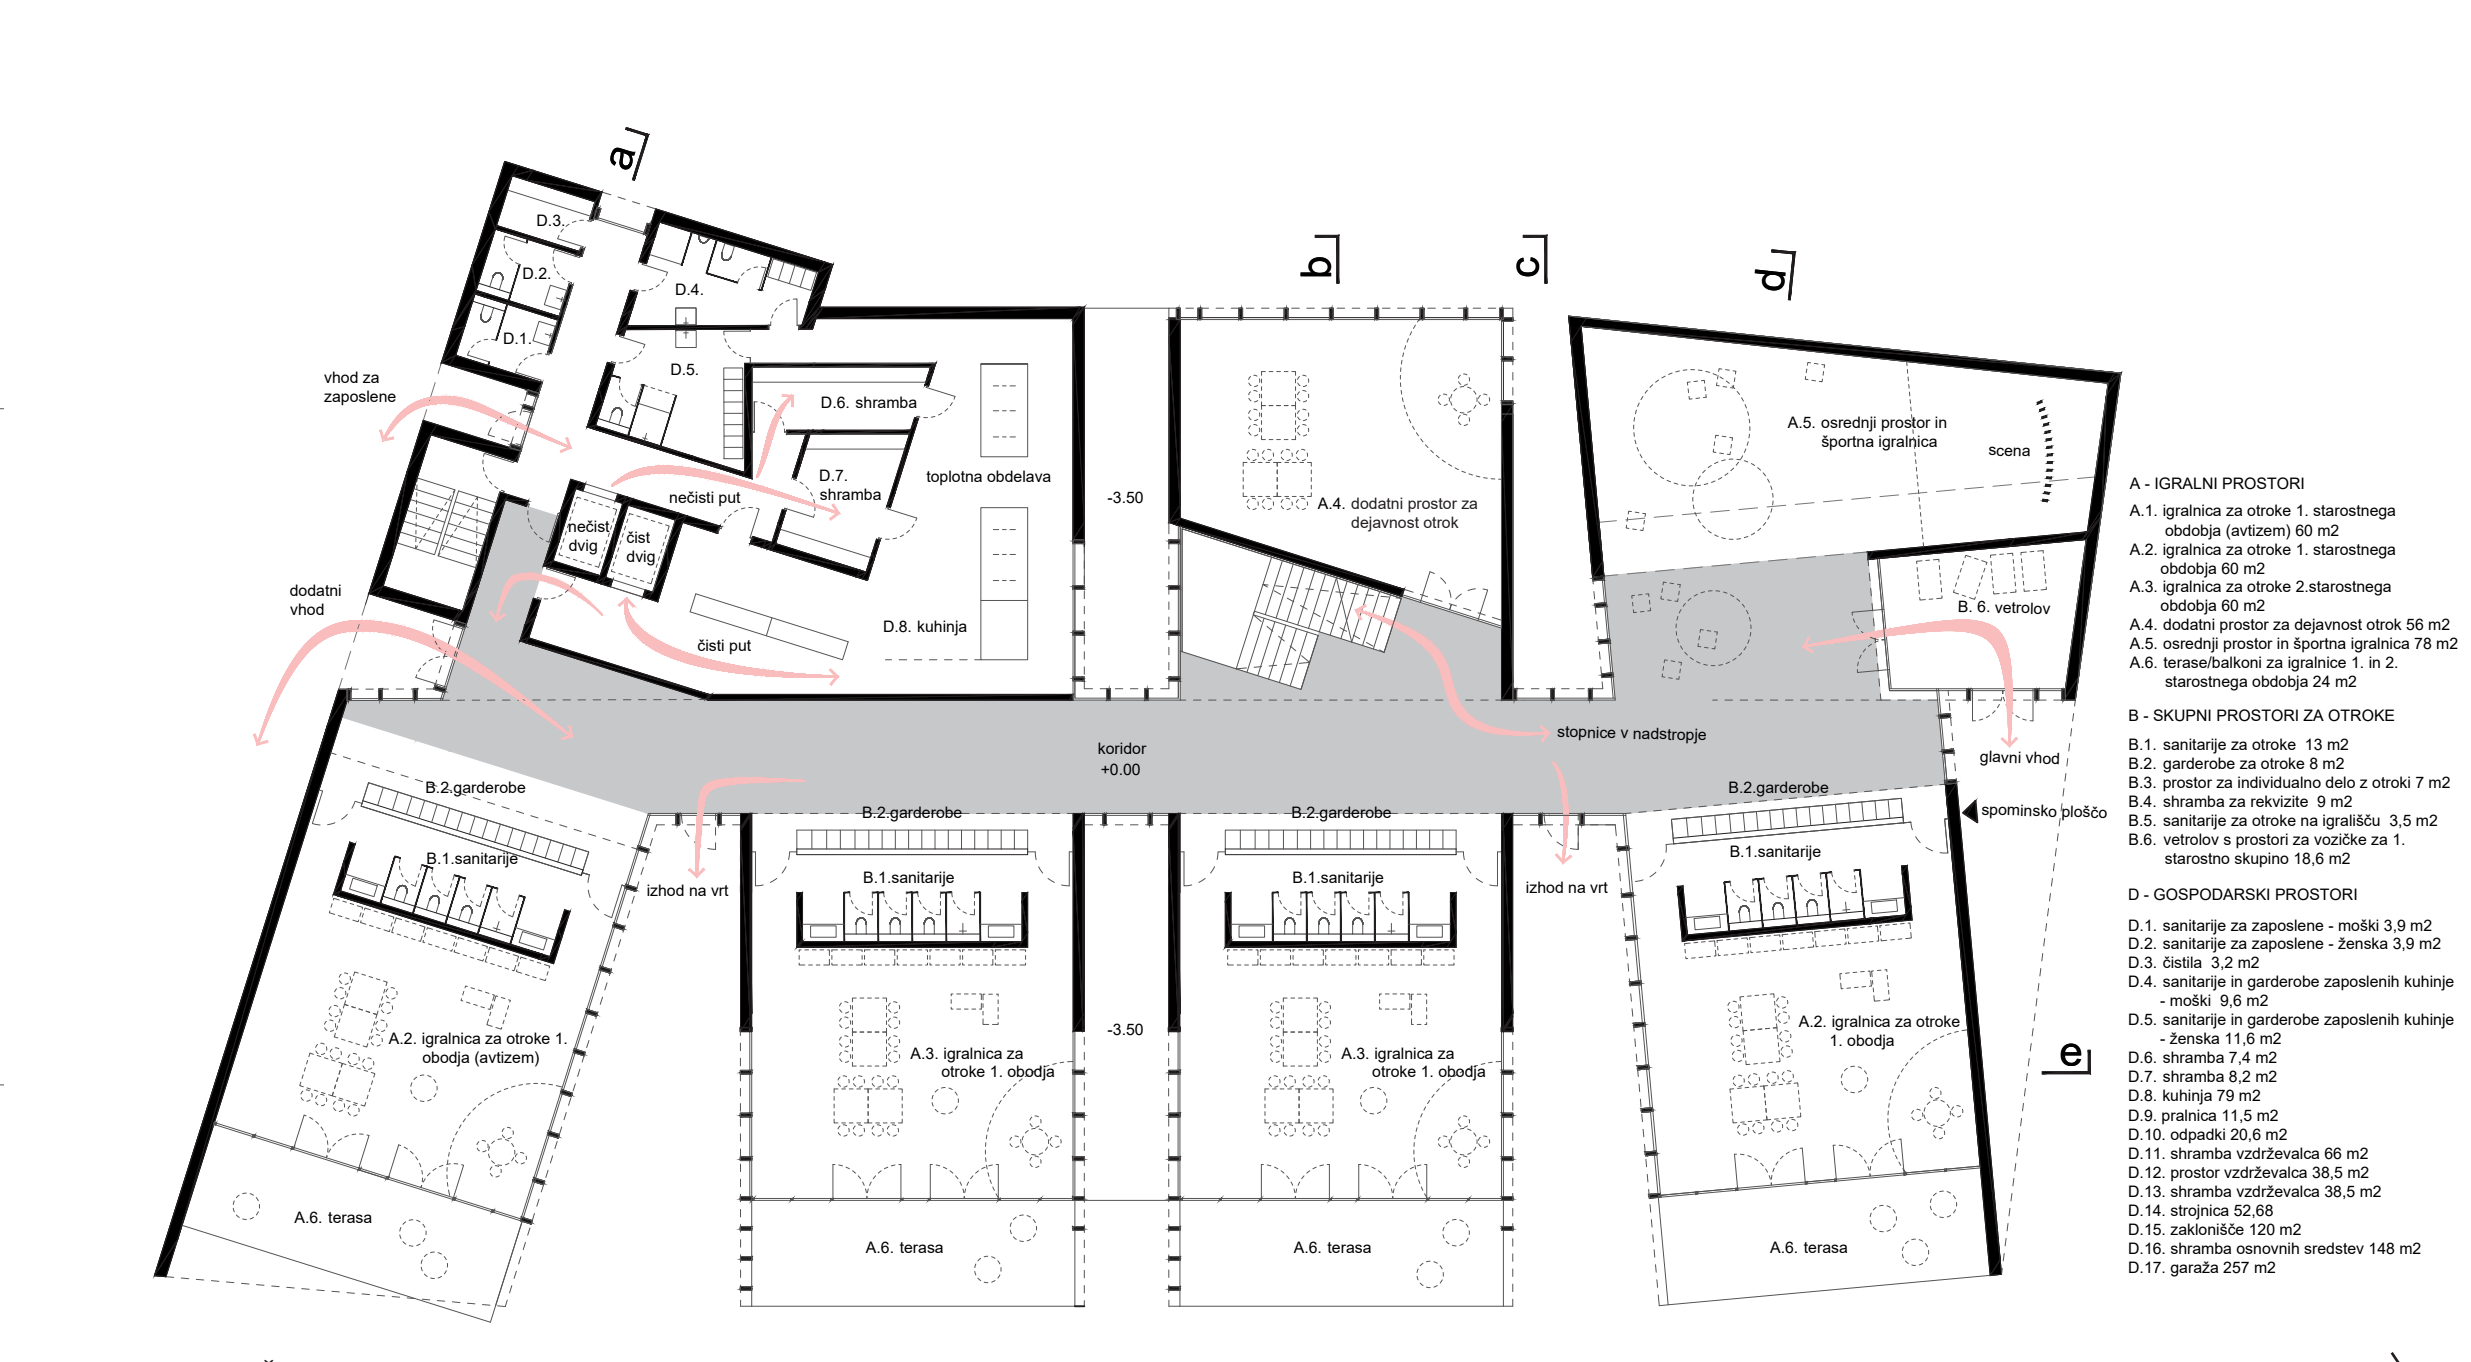 a
b
c
d
D.3.
D.2.
D.1.
D.4.
D.5.
D.6. shramba
D.7.
shramba
toplotna obdelava
vhod za
zaposlene
nečisti put
nečist
dvig
čist
dvig
dodatni
vhod
čisti put
D.8. kuhinja
-3.50
A.4. dodatni prostor za
dejavnost otrok
A.5. osrednji prostor in
športna igralnica
scena
B. 6. vetrolov
stopnice v nadstropje
glavni vhod
koridor
+0.00
spominsko ploščo
B.2.garderobe
B.2.garderobe
B.2.garderobe
B.2.garderobe
B.1.sanitarije
B.1.sanitarije
B.1.sanitarije
B.1.sanitarije
izhod na vrt
izhod na vrt
A.2. igralnica za otroke 1.
obodja (avtizem)
A.3. igralnica za
otroke 1. obodja
-3.50
A.3. igralnica za
otroke 1. obodja
A.2. igralnica za otroke
1. obodja
e
A.6. terasa
A.6. terasa
A.6. terasa
A.6. terasa
A - IGRALNI PROSTORI
A.1. igralnica za otroke 1. starostnega
obdobja (avtizem) 60 m2
A.2. igralnica za otroke 1. starostnega
obdobja 60 m2
A.3. igralnica za otroke 2.starostnega
obdobja 60 m2
A.4. dodatni prostor za dejavnost otrok 56 m2
A.5. osrednji prostor in športna igralnica 78 m2
A.6. terase/balkoni za igralnice 1. in 2.
starostnega obdobja 24 m2
B - SKUPNI PROSTORI ZA OTROKE
B.1. sanitarije za otroke 13 m2
B.2. garderobe za otroke 8 m2
B.3. prostor za individualno delo z otroki 7 m2
B.4. shramba za rekvizite 9 m2
B.5. sanitarije za otroke na igrališču 3,5 m2
B.6. vetrolov s prostori za vozičke za 1.
starostno skupino 18,6 m2
D - GOSPODARSKI PROSTORI
D.1. sanitarije za zaposlene - moški 3,9 m2
D.2. sanitarije za zaposlene - ženska 3,9 m2
D.3. čistila 3,2 m2
D.4. sanitarije in garderobe zaposlenih kuhinje
- moški 9,6 m2
D.5. sanitarije in garderobe zaposlenih kuhinje
- ženska 11,6 m2
D.6. shramba 7,4 m2
D.7. shramba 8,2 m2
D.8. kuhinja 79 m2
D.9. pralnica 11,5 m2
D.10. odpadki 20,6 m2
D.11. shramba vzdrževalca 66 m2
D.12. prostor vzdrževalca 38,5 m2
D.13. shramba vzdrževalca 38,5 m2
D.14. strojnica 52,68
D.15. zaklonišče 120 m2
D.16. shramba osnovnih sredstev 148 m2
D.17. garaža 257 m2